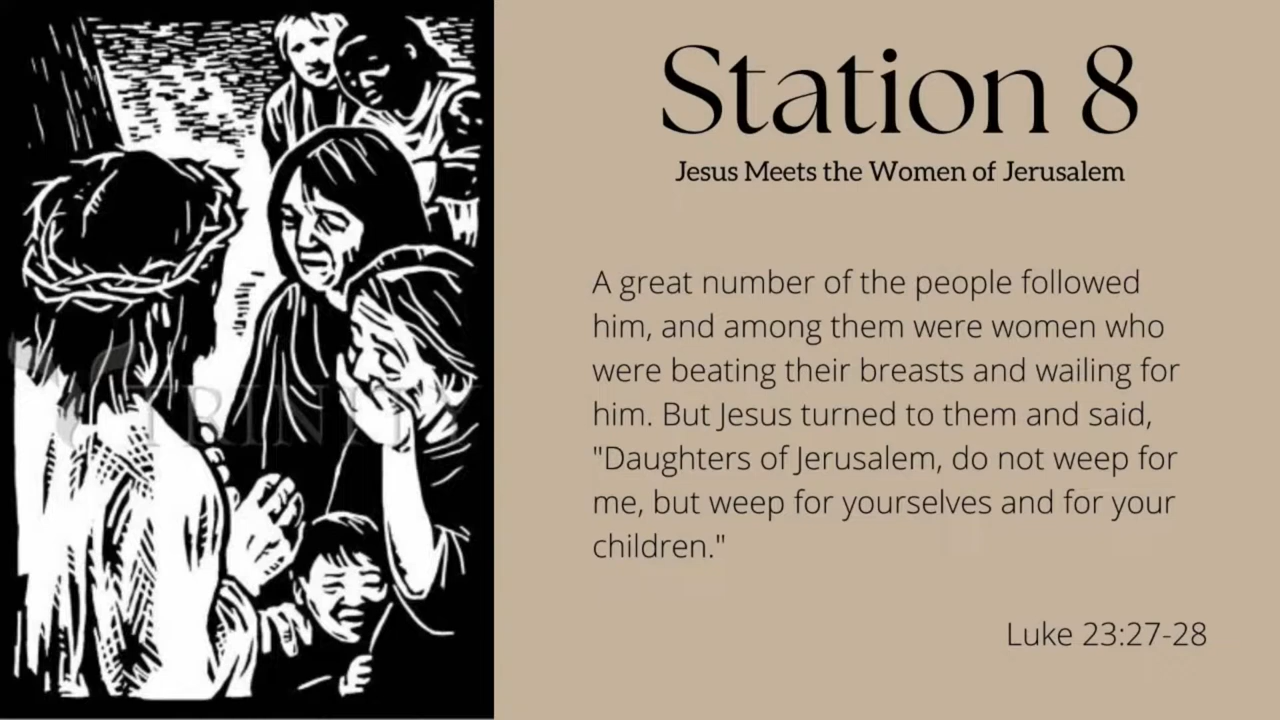 Station 8
Jesus Meets the Women of Jerusalem
A great number of the people followed
him, and among them were women who
were beating their breasts and wailing for
him. But Jesus turned to them and said,
"Daughters of Jerusalem, do not weep for
me, but weep for yourselves and for your
children."
Luke 23:27-28
TRINITY